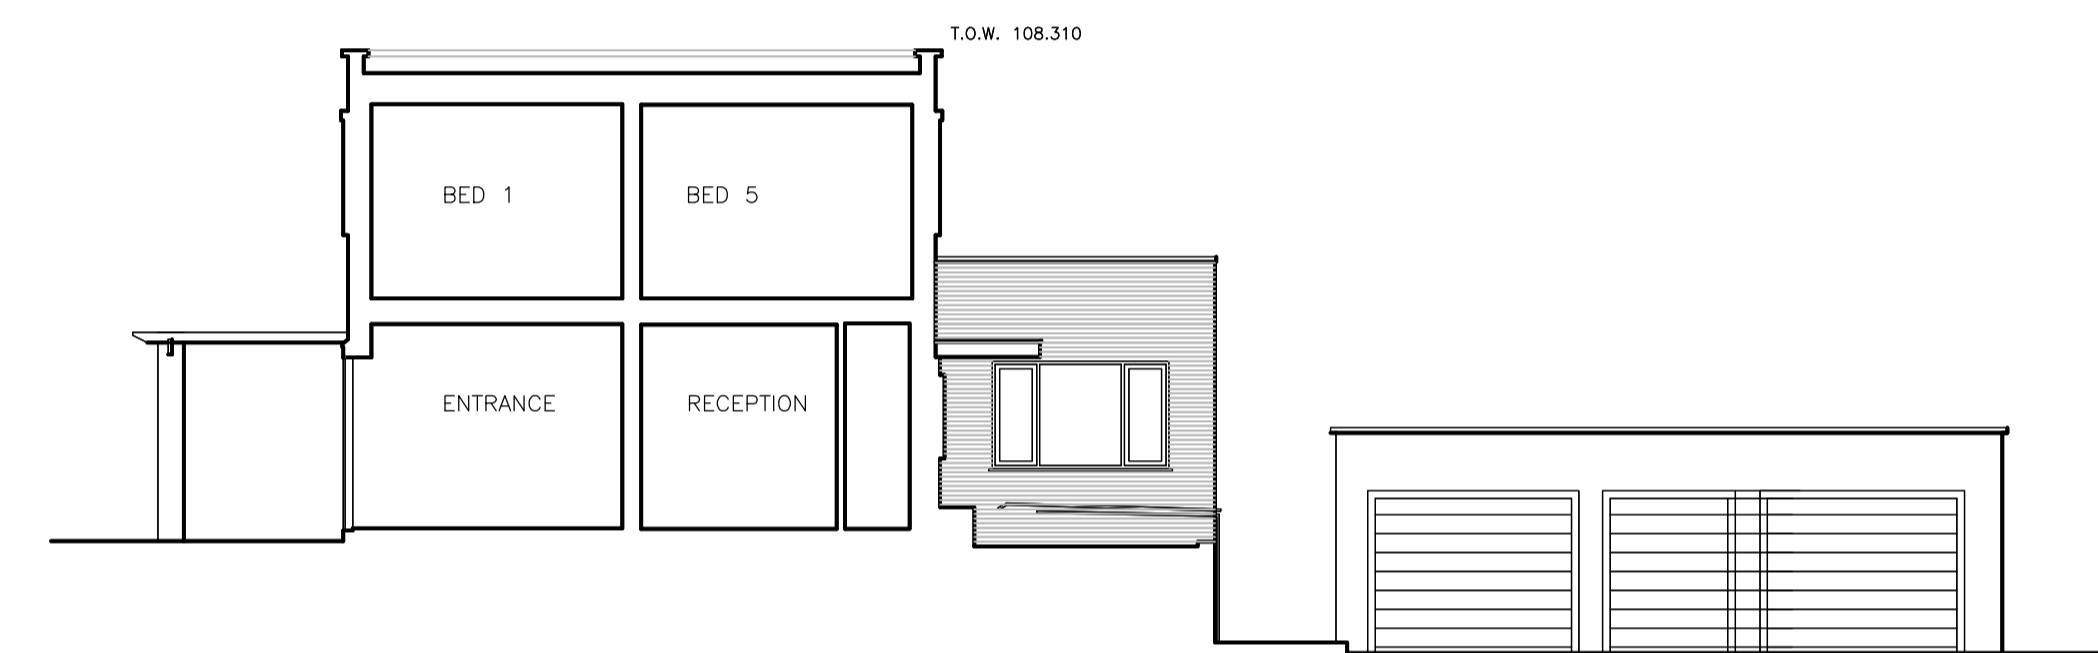 T.O.W. 108.310
BED 1
BED 5
ENTRANCE
RECEPTION